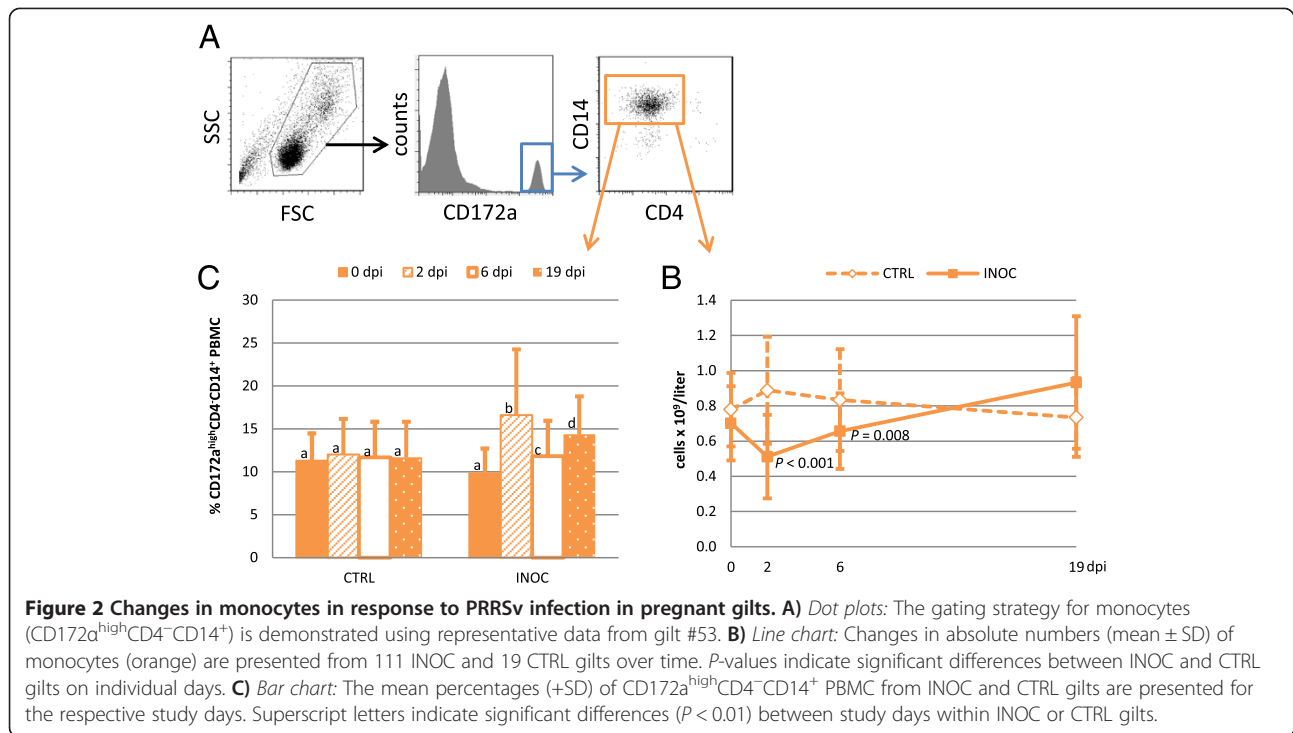 A
SSC
FSC
counts
CD172a
CD14
CD4
C
0 dpi 2 dpi 6 dpi 19 dpi
% CD172a^high CD4^- CD14^+ PBMC
30
25
20
15
10
5
0
a a a a
a b c d
CTRL INOC
B
CTRL INOC
cells x 10^9/liter
1.4
1.2
1.0
0.8
0.6
0.4
0.2
0.0
P < 0.001
P = 0.008
0 2 6 19 dpi
Figure 2 Changes in monocytes in response to PRRSv infection in pregnant gilts. A) Dot plots: The gating strategy for monocytes
(CD172α^high CD4^−CD14^+) is demonstrated using representative data from gilt #53. B) Line chart: Changes in absolute numbers (mean ± SD) of
monocytes (orange) are presented from 111 INOC and 19 CTRL gilts over time. P-values indicate significant differences between INOC and CTRL
gilts on individual days. C) Bar chart: The mean percentages (+SD) of CD172a^high CD4^−CD14^+ PBMC from INOC and CTRL gilts are presented for
the respective study days. Superscript letters indicate significant differences (P < 0.01) between study days within INOC or CTRL gilts.